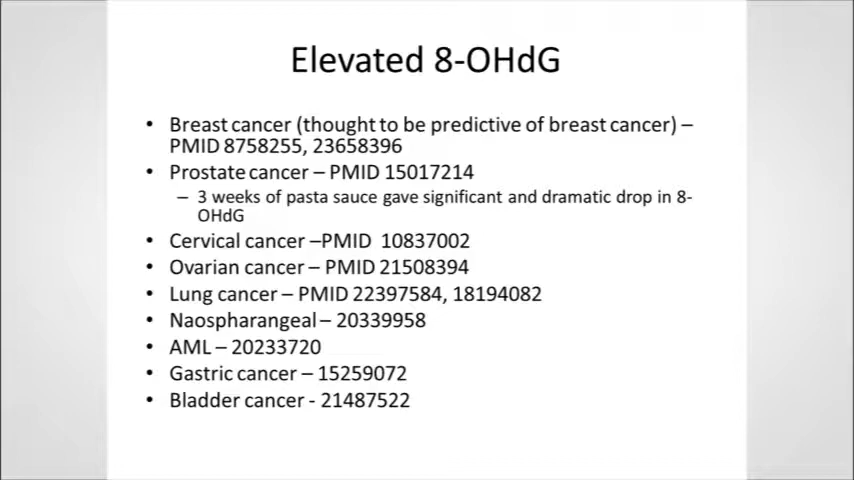 Elevated 8-OHdG
• Breast cancer (thought to be predictive of breast cancer) –
PMID 8758255, 23658396
• Prostate cancer – PMID 15017214
– 3 weeks of pasta sauce gave significant and dramatic drop in 8-
OHdG
• Cervical cancer –PMID 10837002
• Ovarian cancer – PMID 21508394
• Lung cancer – PMID 22397584, 18194082
• Naospharangeal – 20339958
• AML – 20233720
• Gastric cancer – 15259072
• Bladder cancer - 21487522